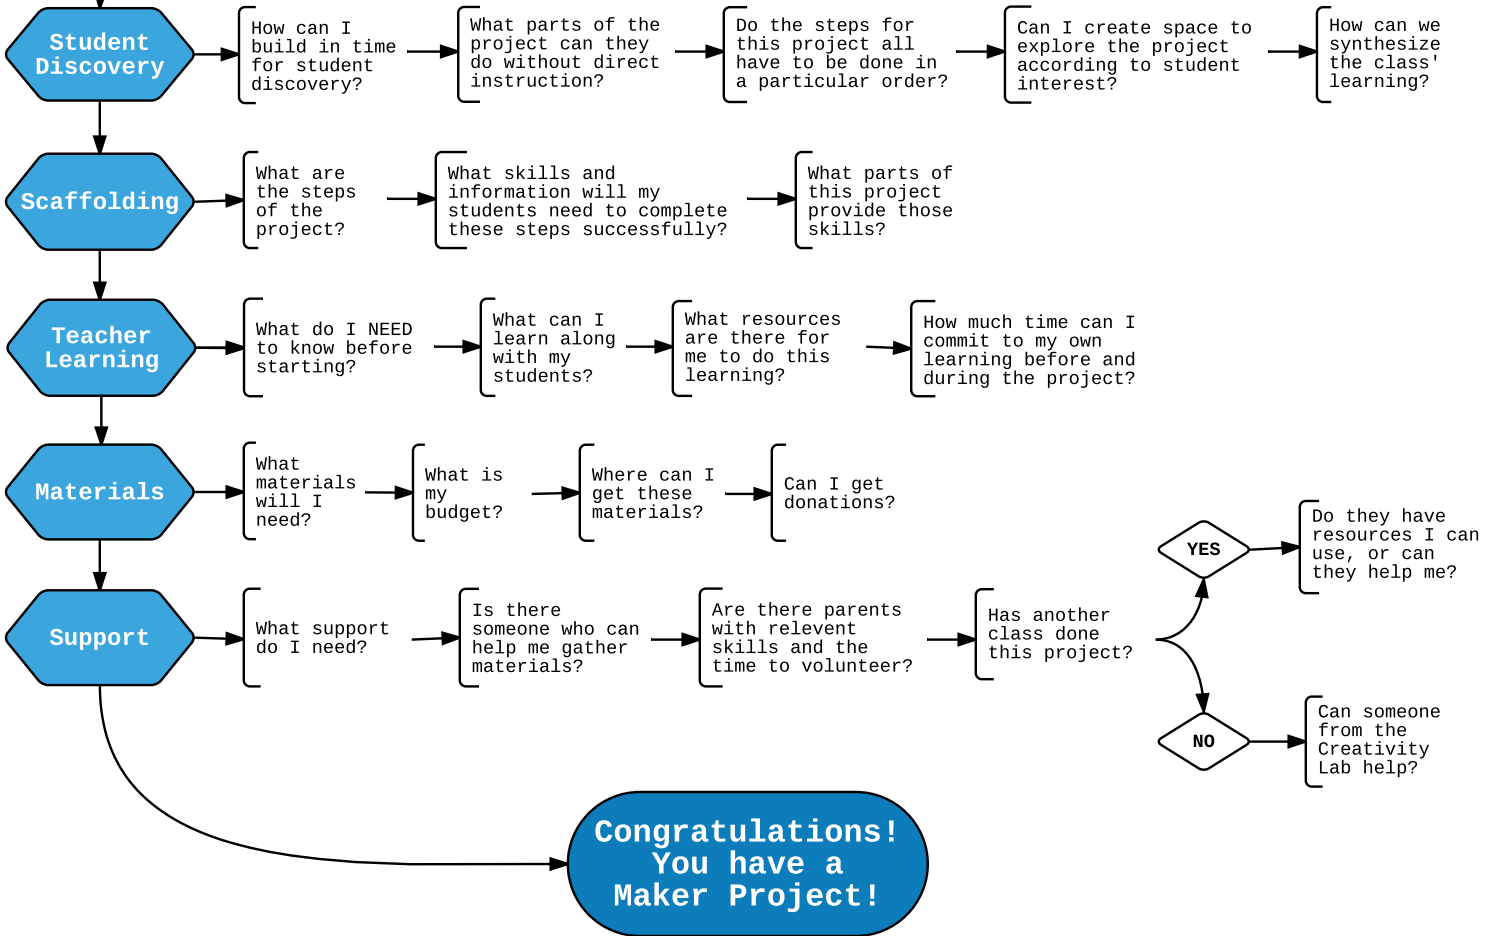 Student
Discovery
How can I
build in time
for student
discovery?
What parts of the
project can they
do without direct
instruction?
Do the steps for
this project all
have to be done in
a particular order?
Can I create space to
explore the project
according to student
interest?
How can we
synthesize
the class'
learning?
Scaffolding
What are
the steps
of the
project?
What skills and
information will my
students need to complete
these steps successfully?
What parts of
this project
provide those
skills?
Teacher
Learning
What do I NEED
to know before
starting?
What can I
learn along
with my
students?
What resources
are there for
me to do this
learning?
How much time can I
commit to my own
learning before and
during the project?
Materials
What
materials
will I
need?
What is
my
budget?
Where can I
get these
materials?
Can I get
donations?
Support
What support
do I need?
Is there
someone who can
help me gather
materials?
Are there parents
with relevent
skills and the
time to volunteer?
Has another
class done
this project?
YES
Do they have
resources I can
use, or can
they help me?
NO
Can someone
from the
Creativity
Lab help?
Congratulations!
You have a
Maker Project!